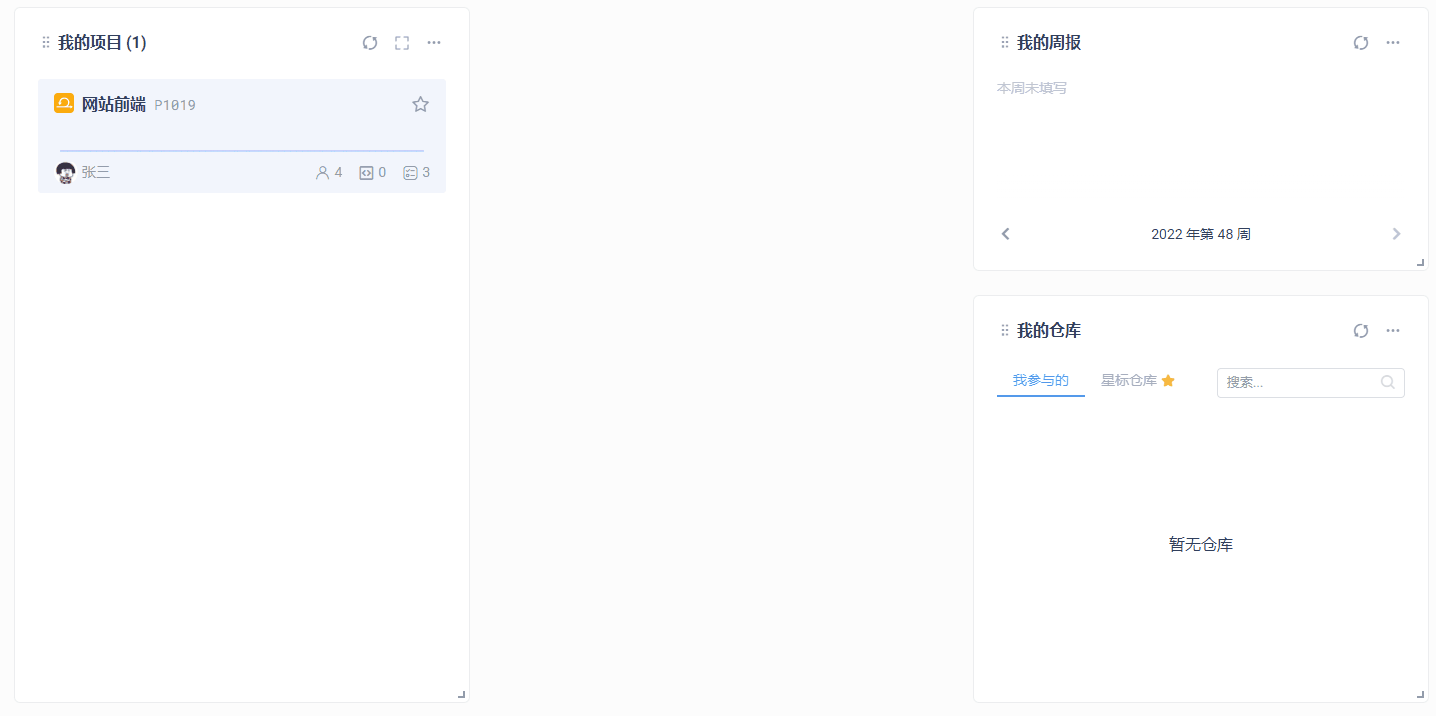 我的项目 (1)
网站前端 P1019
张三 4 0 3
我的周报
本周未填写
2022 年第 48 周
我的仓库
我参与的 星标仓库 搜索...
暂无仓库